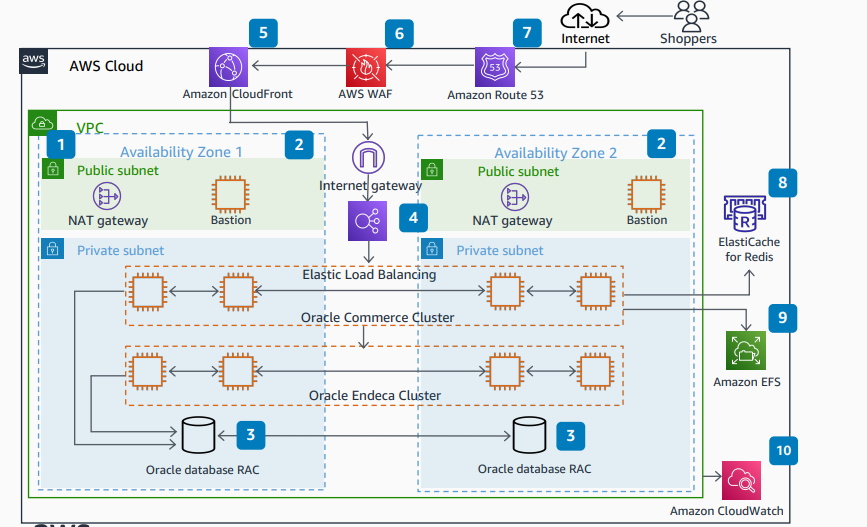 5
6
7
Internet
Shoppers
aws
AWS Cloud
Amazon CloudFront
AWS WAF
53
Amazon Route 53
VPC
1
Availability Zone 1
2
Availability Zone 2
2
Public subnet
Public subnet
8
Internet gateway
NAT gateway
Bastion
4
NAT gateway
Bastion
R
ElastiCache
for Redis
Private subnet
Private subnet
Elastic Load Balancing
Oracle Commerce Cluster
9
Amazon EFS
Oracle Endeca Cluster
3
3
Oracle database RAC
Oracle database RAC
10
Amazon CloudWatch
aws